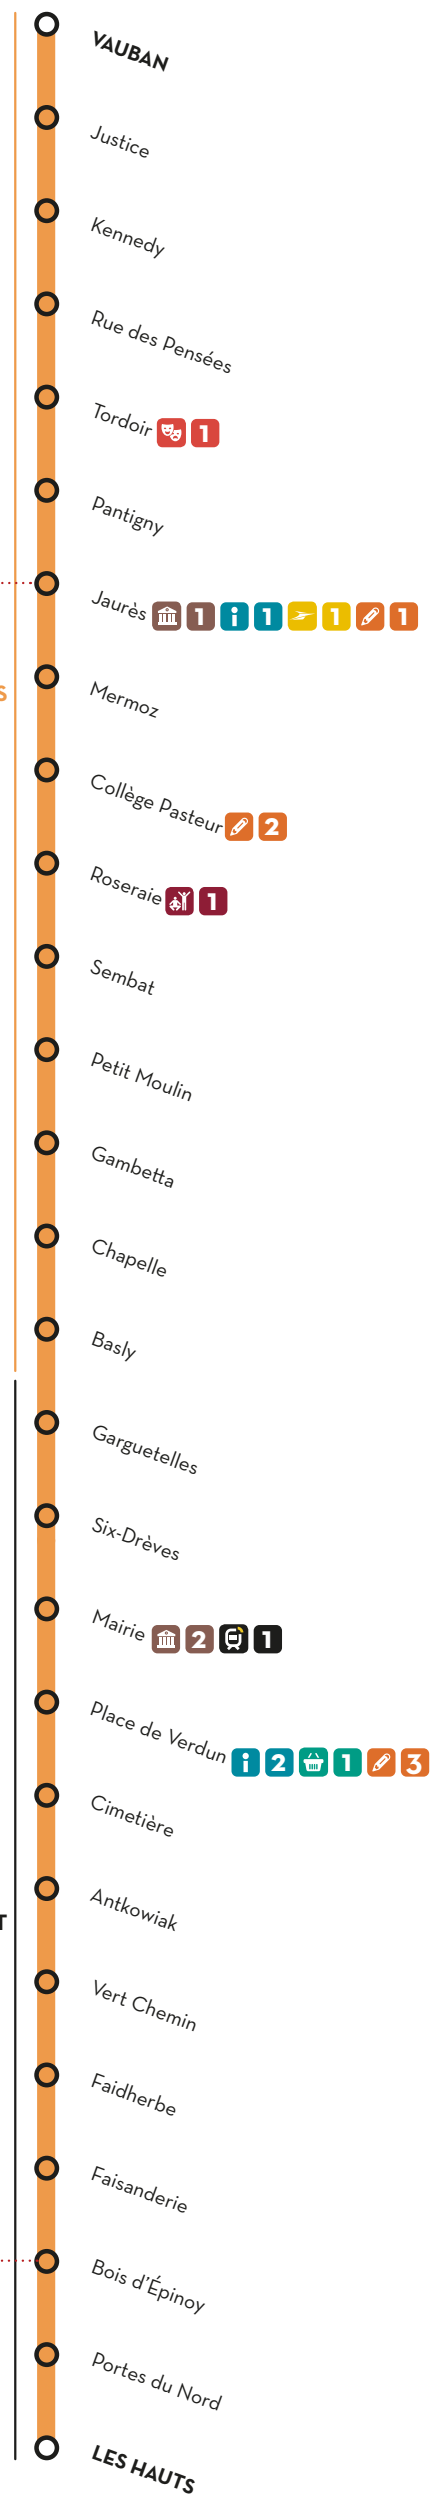 VAUBAN
Justice
Kennedy
Rue des Pensées
Tordoir 1
Pantigny
Jaurès 1 i 1 1 1
S
Mermoz
Collège Pasteur 2
Roseraie 1
Sembat
Petit Moulin
Gambetta
Chapelle
Basly
Garguetelles
Six-Drèves
Mairie 2 1
Place de Verdun i 2 1 3
Cimetière
Antkowiak
T
Vert Chemin
Faidherbe
Faisanderie
Bois d'Épinoy
Portes du Nord
LES HAUTS